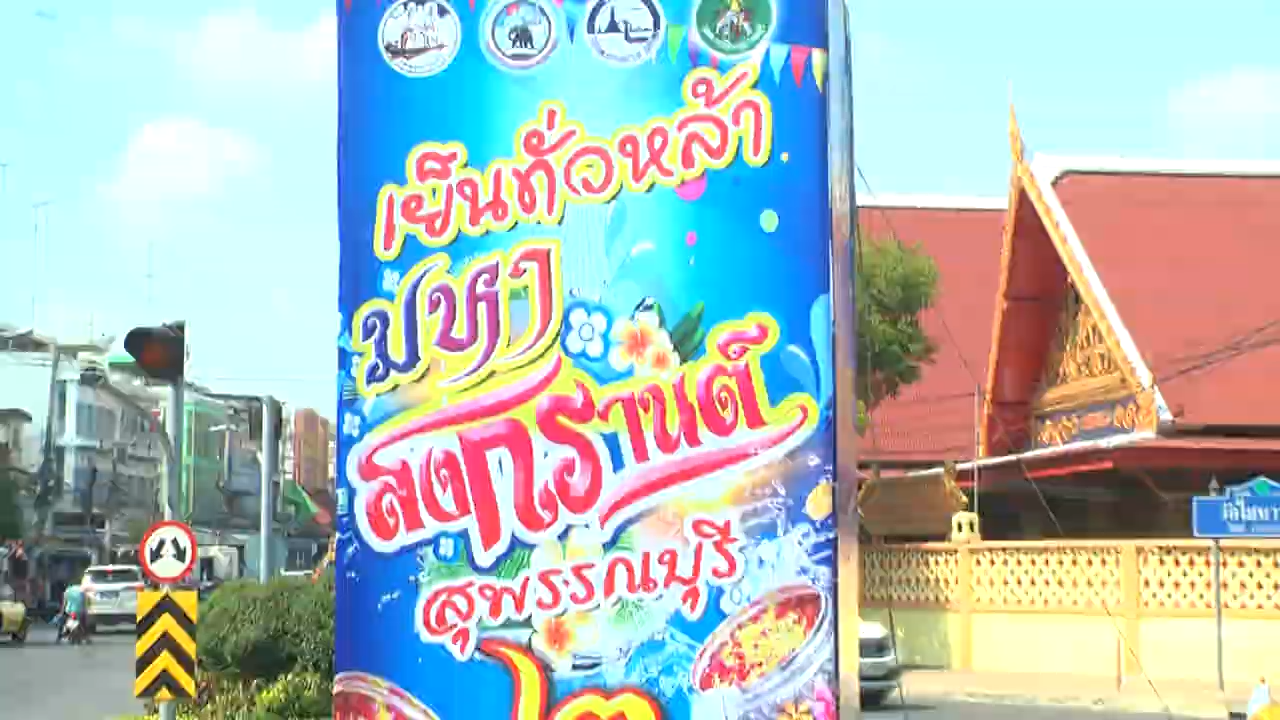 เย็นทั่วหล้า
มหา
สงกรานต์
สุพรรณบุรี